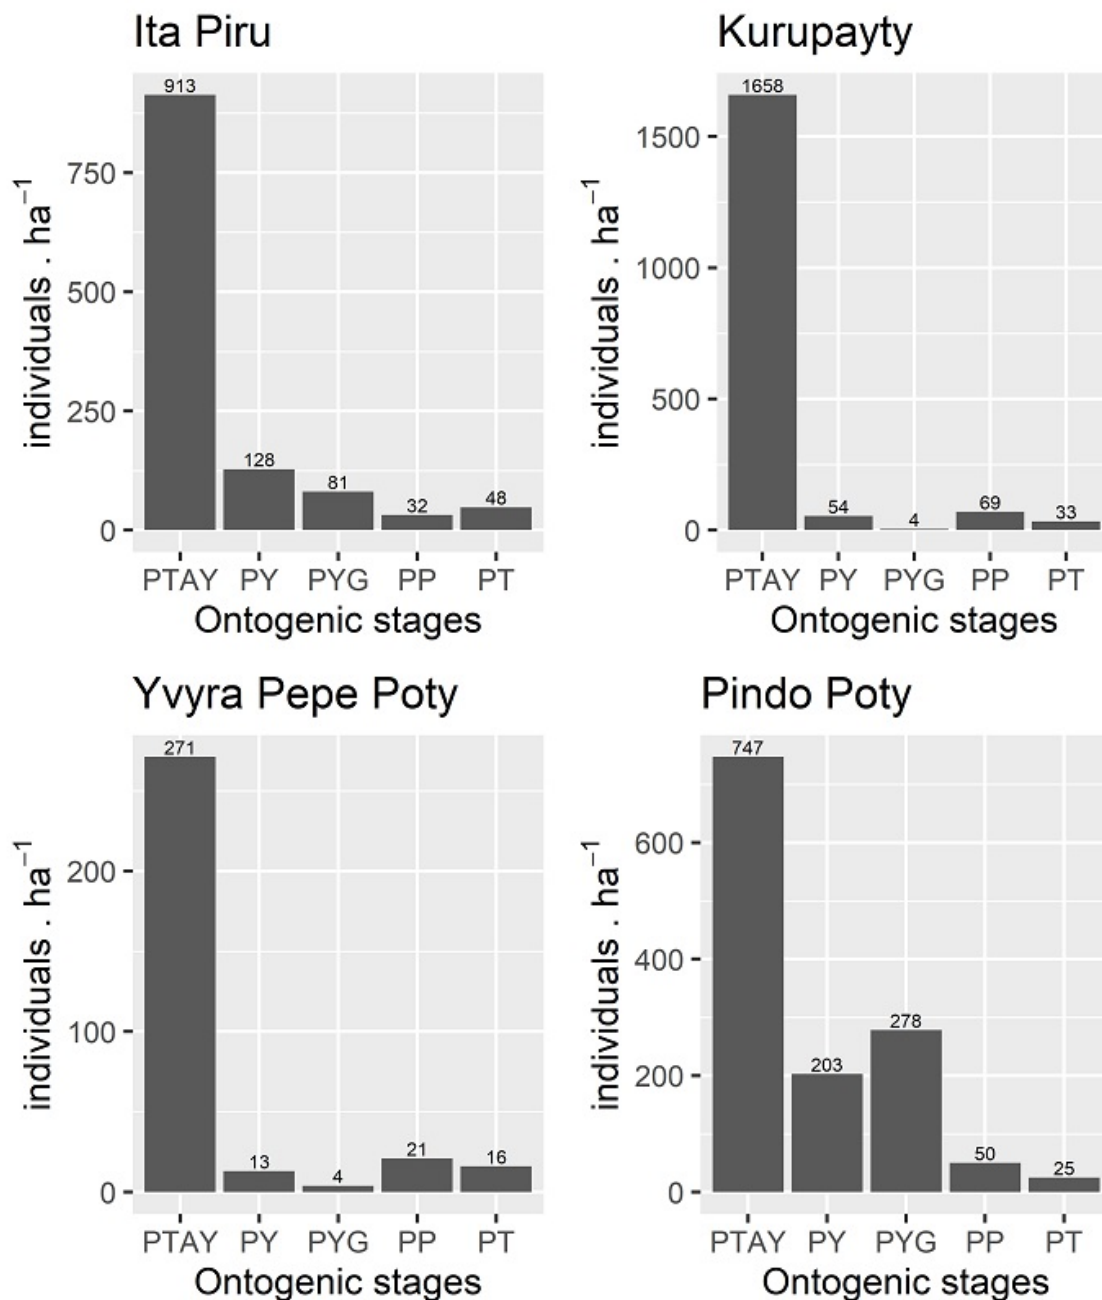 Ita Piru
913
750
500
250
0
128
81
32
48
individuals . ha⁻¹
PTAY PY PYG PP PT
Ontogenic stages
Kurupayty
1658
1500
1000
500
0
54
4
69
33
individuals . ha⁻¹
PTAY PY PYG PP PT
Ontogenic stages
Yvyra Pepe Poty
271
200
100
0
13
4
21
16
individuals . ha⁻¹
PTAY PY PYG PP PT
Ontogenic stages
Pindo Poty
747
600
400
200
0
203
278
50
25
individuals . ha⁻¹
PTAY PY PYG PP PT
Ontogenic stages